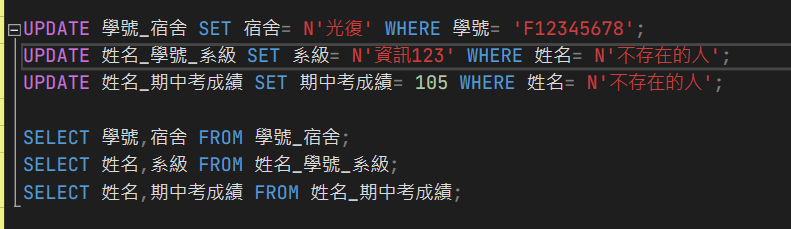 UPDATE 學號_宿舍 SET 宿舍= N'光復' WHERE 學號= 'F12345678';
UPDATE 姓名_學號_系級 SET 系級= N'資訊123' WHERE 姓名= N'不存在的人';
UPDATE 姓名_期中考成績 SET 期中考成績= 105 WHERE 姓名= N'不存在的人';
SELECT 學號,宿舍 FROM 學號_宿舍;
SELECT 姓名,系級 FROM 姓名_學號_系級;
SELECT 姓名,期中考成績 FROM 姓名_期中考成績;